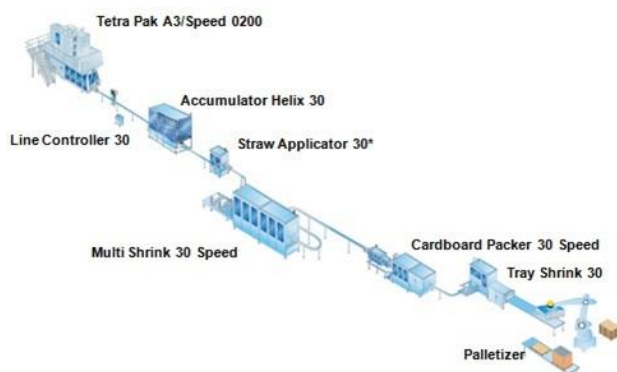 Tetra Pak A3/Speed 0200
Accumulator Helix 30
Line Controller 30
Straw Applicator 30*
Multi Shrink 30 Speed
Cardboard Packer 30 Speed
Tray Shrink 30
Palletizer